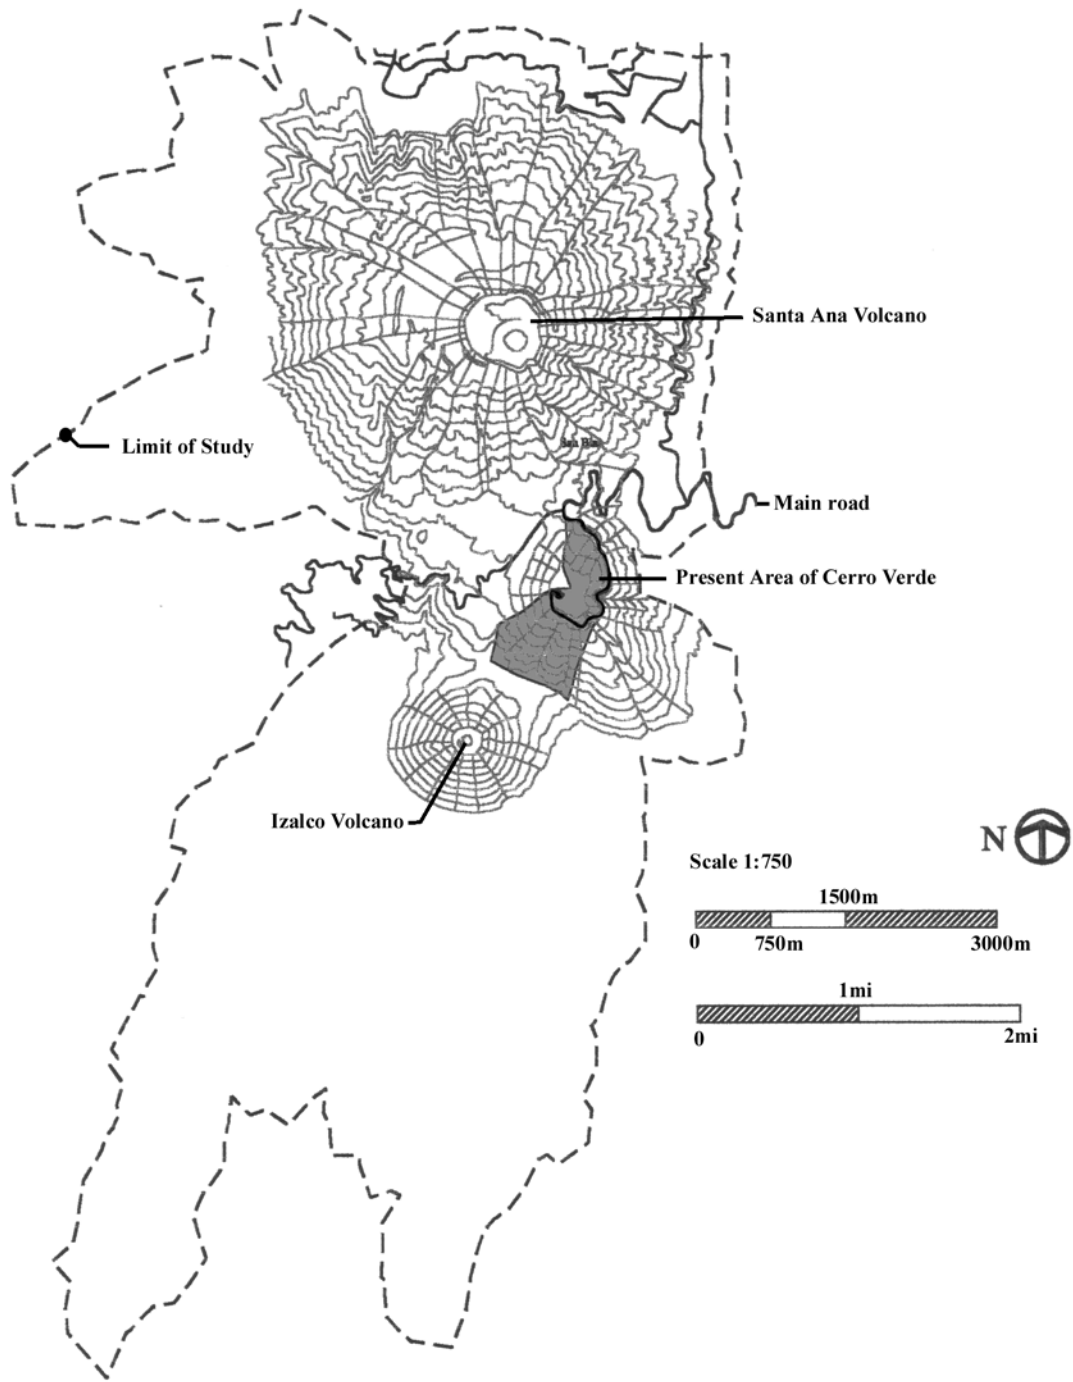 Santa Ana Volcano
Limit of Study
Main road
Present Area of Cerro Verde
Izalco Volcano
N
Scale 1:750
1500m
0 750m 3000m
1mi
0 2mi